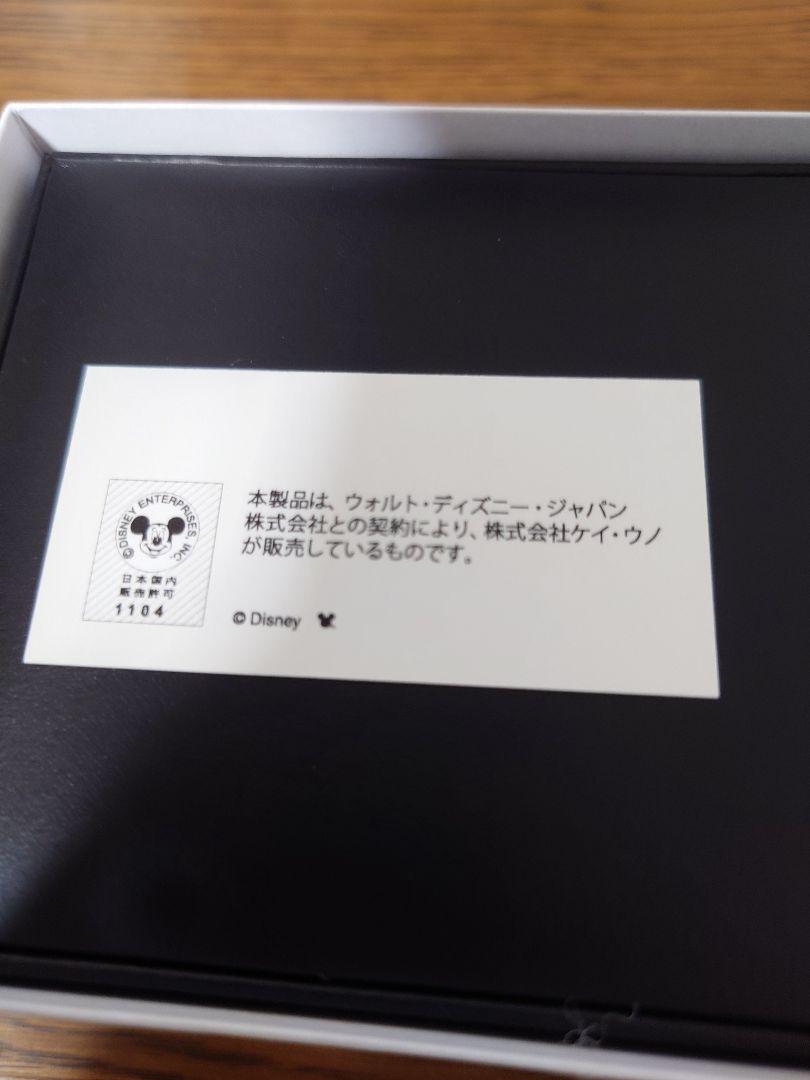 ©DISNEY ENTERPRISES, INC.
日本国内
販売許可
1104
本製品は、ウォルト・ディズニー・ジャパン
株式会社との契約により、株式会社ケイ・ウノ
が販売しているものです。
© Disney